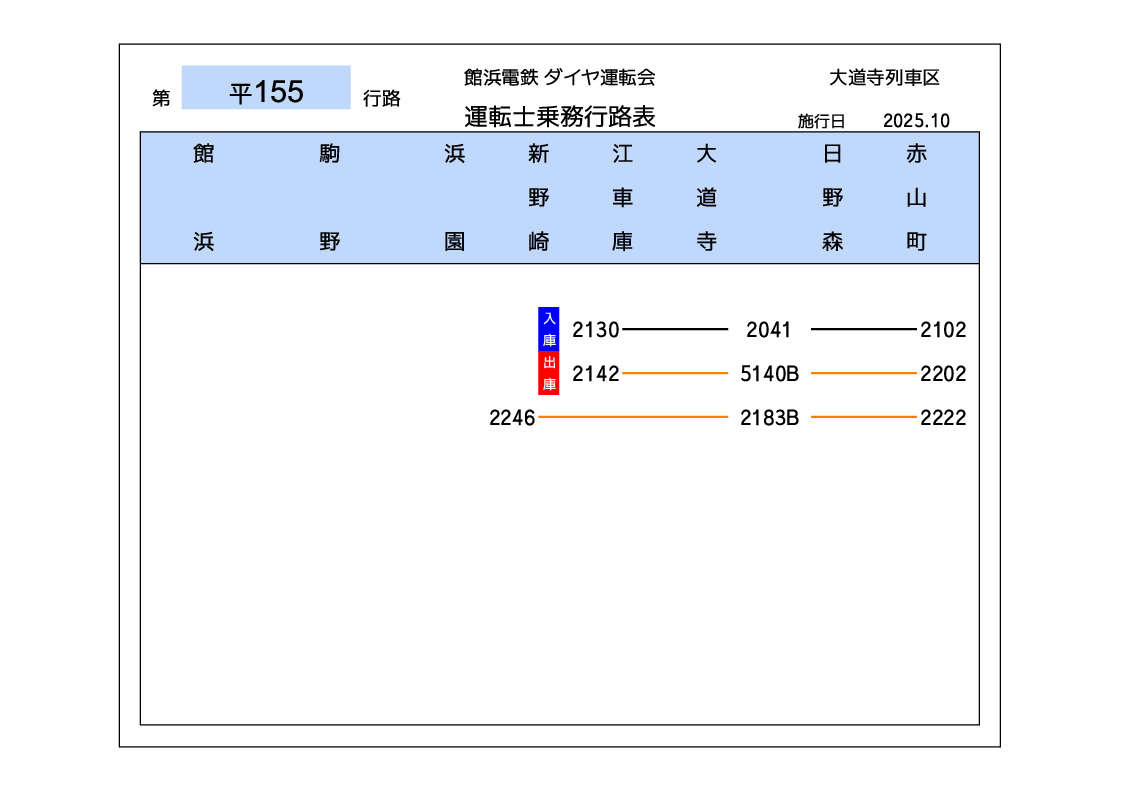 館浜電鉄 ダイヤ運転会
大道寺列車区
第 平155 行路
運転士乗務行路表
施行日 2025.10
館浜
駒野
浜園
新野崎
江車庫
大道寺
日野森
赤山町
入庫 2130 2041 2102
出庫 2142 5140B 2202
2246 2183B 2222